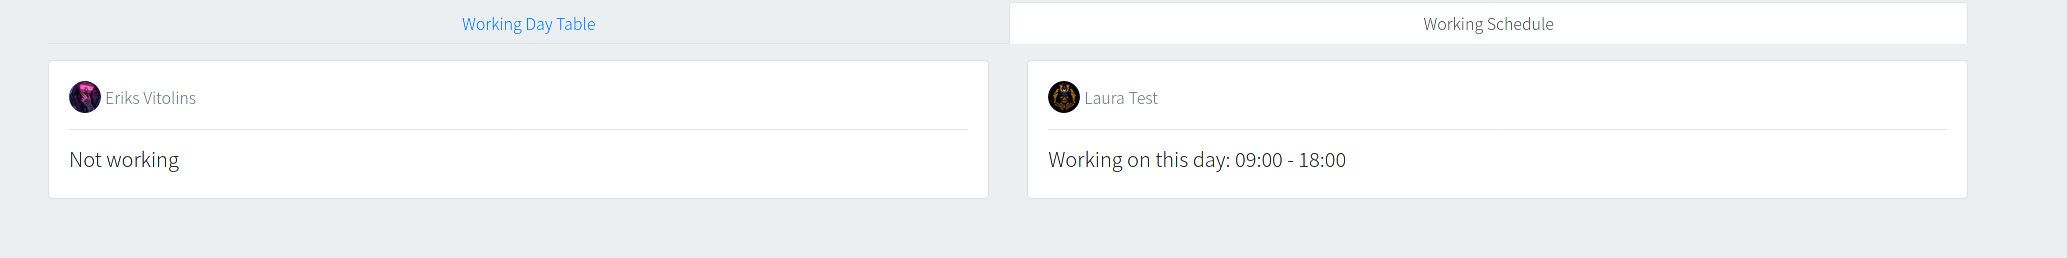 Working Day Table
Working Schedule
Eriks Vitolins
Not working
Laura Test
Working on this day: 09:00 - 18:00